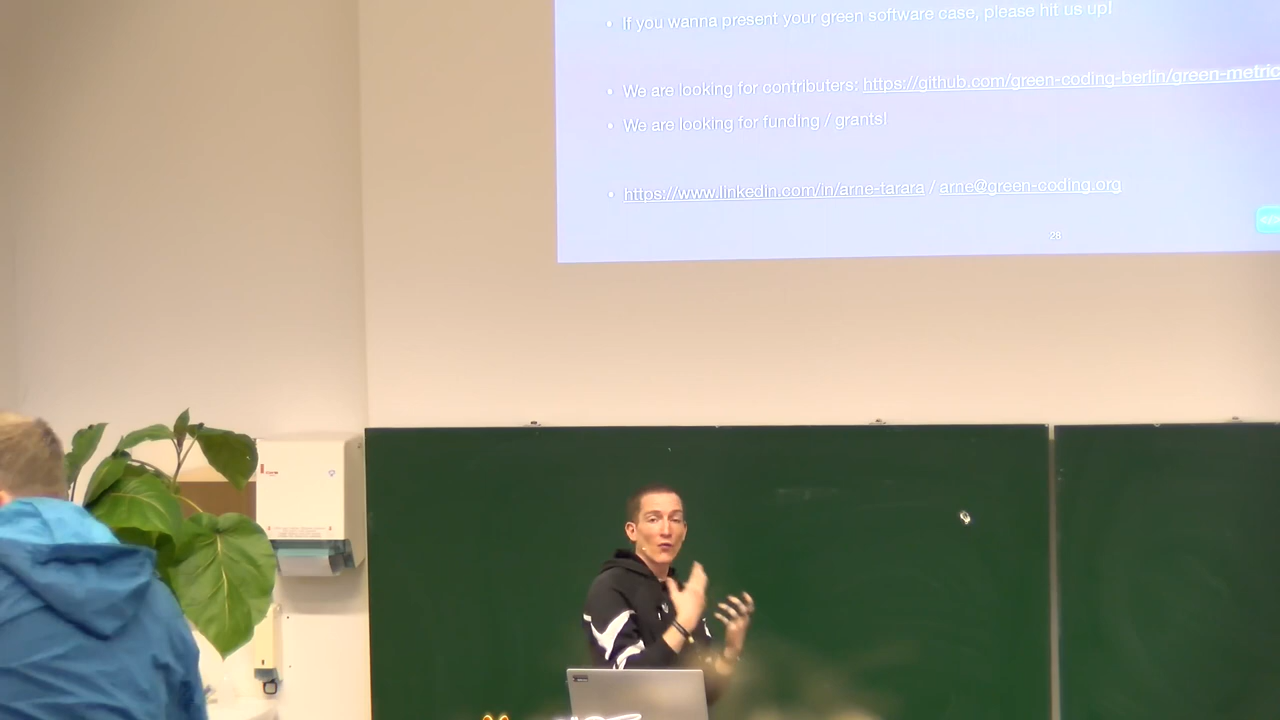 • If you wanna present your green software case, please hit us up!
• We are looking for contributers: https://github.com/green-coding-berlin/green-metric
• We are looking for funding / grants!
• https://www.linkedin.com/in/arne-tarara / arne@green-coding.org
28